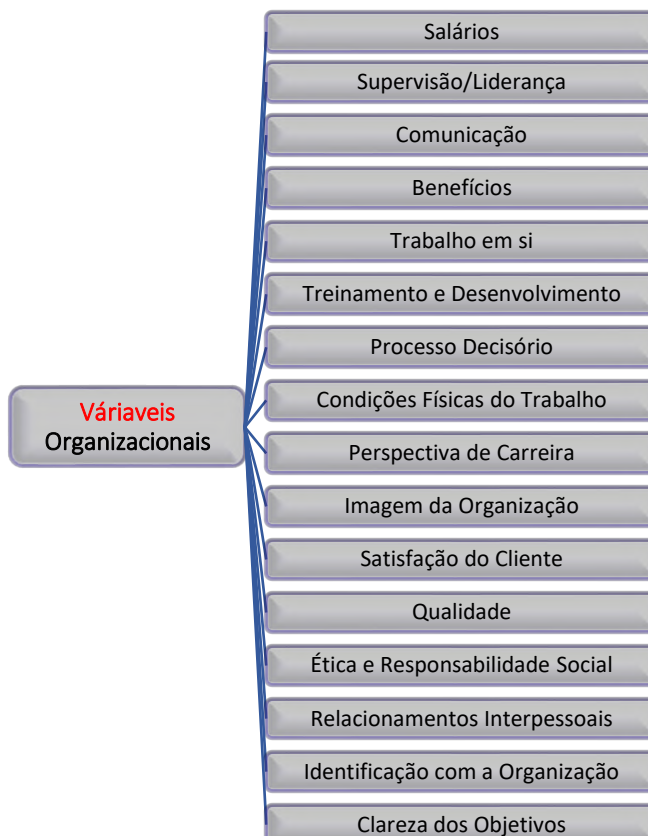 Salários
Supervisão/Liderança
Comunicação
Benefícios
Trabalho em si
Treinamento e Desenvolvimento
Processo Decisório
Condições Físicas do Trabalho
Váriaveis
Organizacionais
Perspectiva de Carreira
Imagem da Organização
Satisfação do Cliente
Qualidade
Ética e Responsabilidade Social
Relacionamentos Interpessoais
Identificação com a Organização
Clareza dos Objetivos